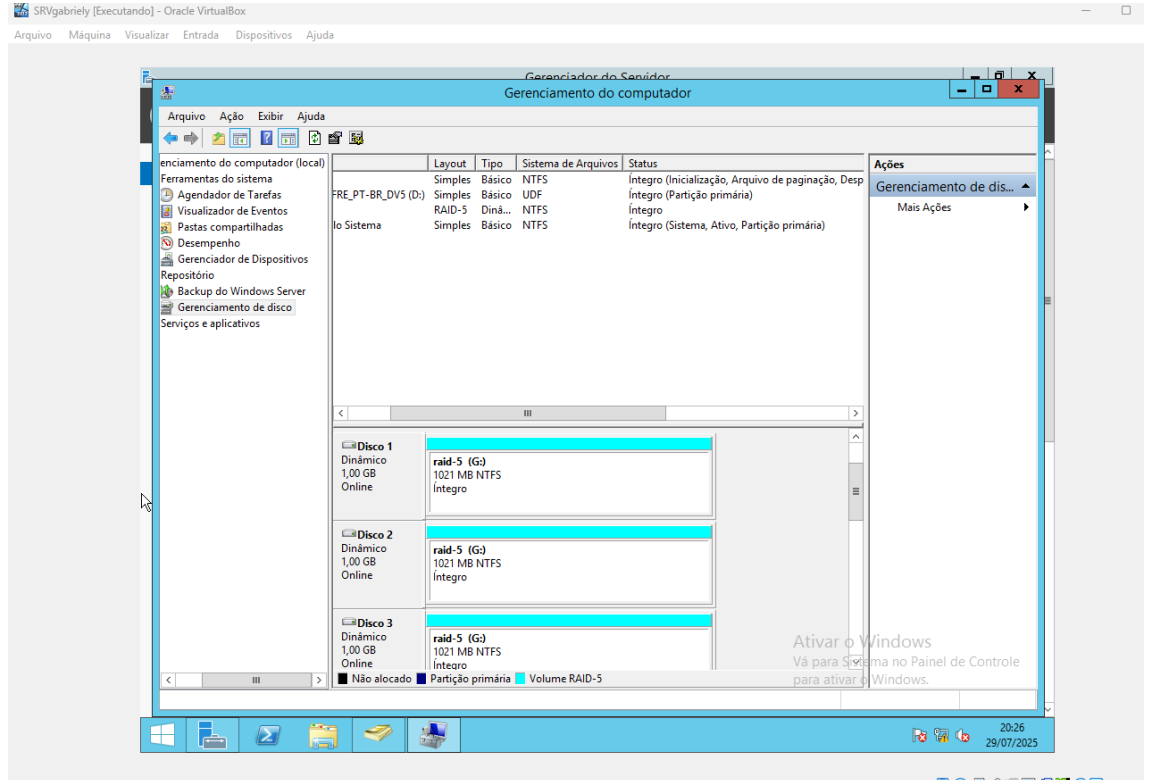 SRVgabriely [Executando] - Oracle VirtualBox
Arquivo Máquina Visualizar Entrada Dispositivos Ajuda
Gerenciador do Servidor
Gerenciamento do computador
Arquivo Ação Exibir Ajuda
enciamento do computador (local)
Ferramentas do sistema
Agendador de Tarefas
Visualizador de Eventos
Pastas compartilhadas
Desempenho
Gerenciador de Dispositivos
Repositório
Backup do Windows Server
Gerenciamento de disco
Serviços e aplicativos
Layout Tipo Sistema de Arquivos Status
Simples Básico NTFS Íntegro (Inicialização, Arquivo de paginação, Desp
FRE_PT-BR_DV5 (D:) Simples Básico UDF Íntegro (Partição primária)
RAID-5 Dinâ... NTFS Íntegro
lo Sistema Simples Básico NTFS Íntegro (Sistema, Ativo, Partição primária)
Ações
Gerenciamento de dis...
Mais Ações
Disco 1
Dinâmico
1,00 GB
Online
raid-5 (G:)
1021 MB NTFS
Íntegro
Disco 2
Dinâmico
1,00 GB
Online
raid-5 (G:)
1021 MB NTFS
Íntegro
Disco 3
Dinâmico
1,00 GB
Online
raid-5 (G:)
1021 MB NTFS
Íntegro
Não alocado Partição primária Volume RAID-5
Ativar o Windows
Vá para Sistema no Painel de Controle
para ativar o Windows.
20:26
29/07/2025